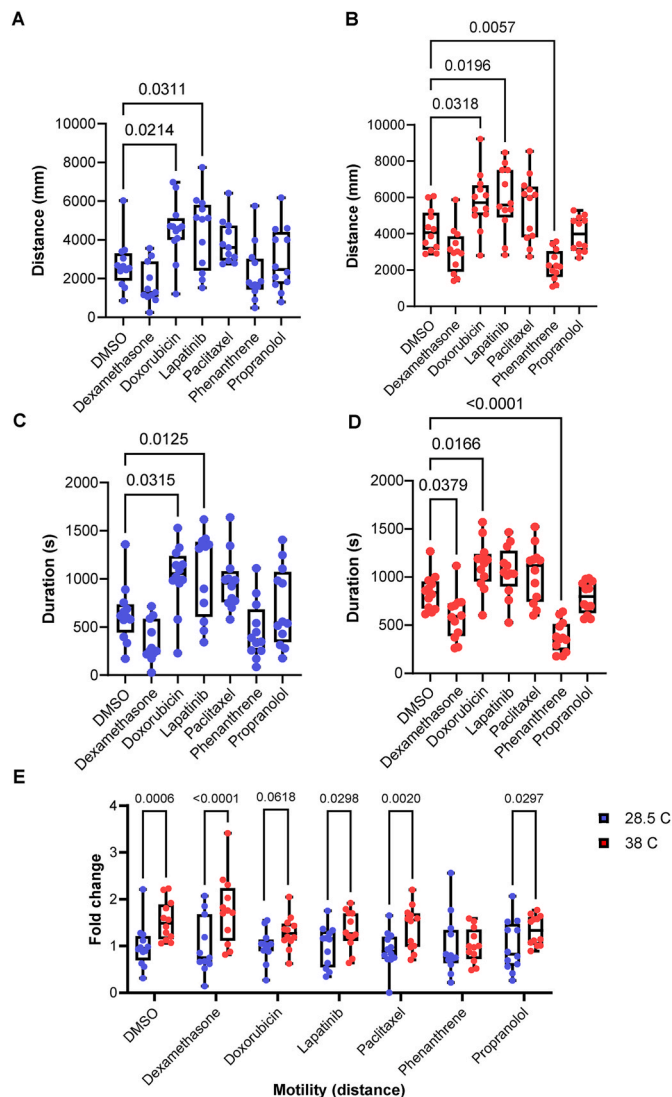 A
B
0.0057
0.0196
0.0318
0.0311
0.0214
10000
8000
6000
4000
2000
0
Distance (mm)
DMSO
Dexamethasone
Doxorubicin
Lapatinib
Paclitaxel
Phenanthrene
Propranolol
10000
8000
6000
4000
2000
0
Distance (mm)
DMSO
Dexamethasone
Doxorubicin
Lapatinib
Paclitaxel
Phenanthrene
Propranolol
C
D
0.0125
0.0315
<0.0001
0.0166
0.0379
2000
1500
1000
500
0
Duration (s)
DMSO
Dexamethasone
Doxorubicin
Lapatinib
Paclitaxel
Phenanthrene
Propranolol
2000
1500
1000
500
0
Duration (s)
DMSO
Dexamethasone
Doxorubicin
Lapatinib
Paclitaxel
Phenanthrene
Propranolol
E
0.0006
<0.0001
0.0618
0.0298
0.0020
0.0297
4
3
2
1
0
Fold change
DMSO
Dexamethasone
Doxorubicin
Lapatinib
Paclitaxel
Phenanthrene
Propranolol
Motility (distance)
28.5 C
38 C